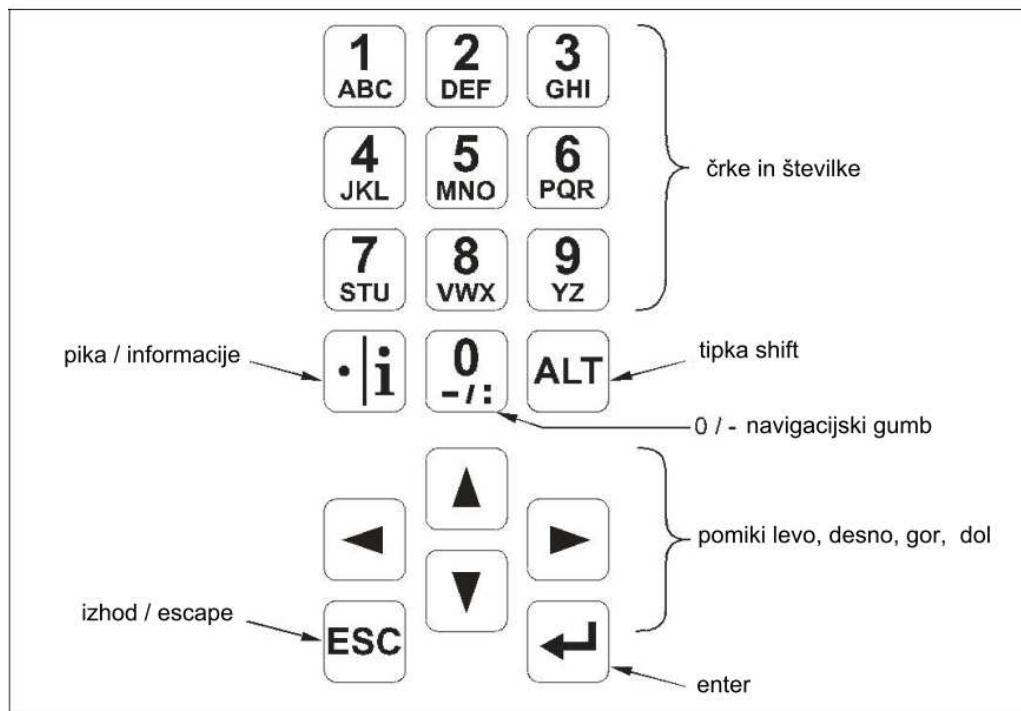 1 2 3
ABC DEF GHI
4 5 6
JKL MNO PQR
črke in številke
7 8 9
STU VWX YZ
pika / informacije
·|i 0 ALT
- / :
tipka shift
0 / - navigacijski gumb
pomiki levo, desno, gor, dol
izhod / escape
ESC
enter